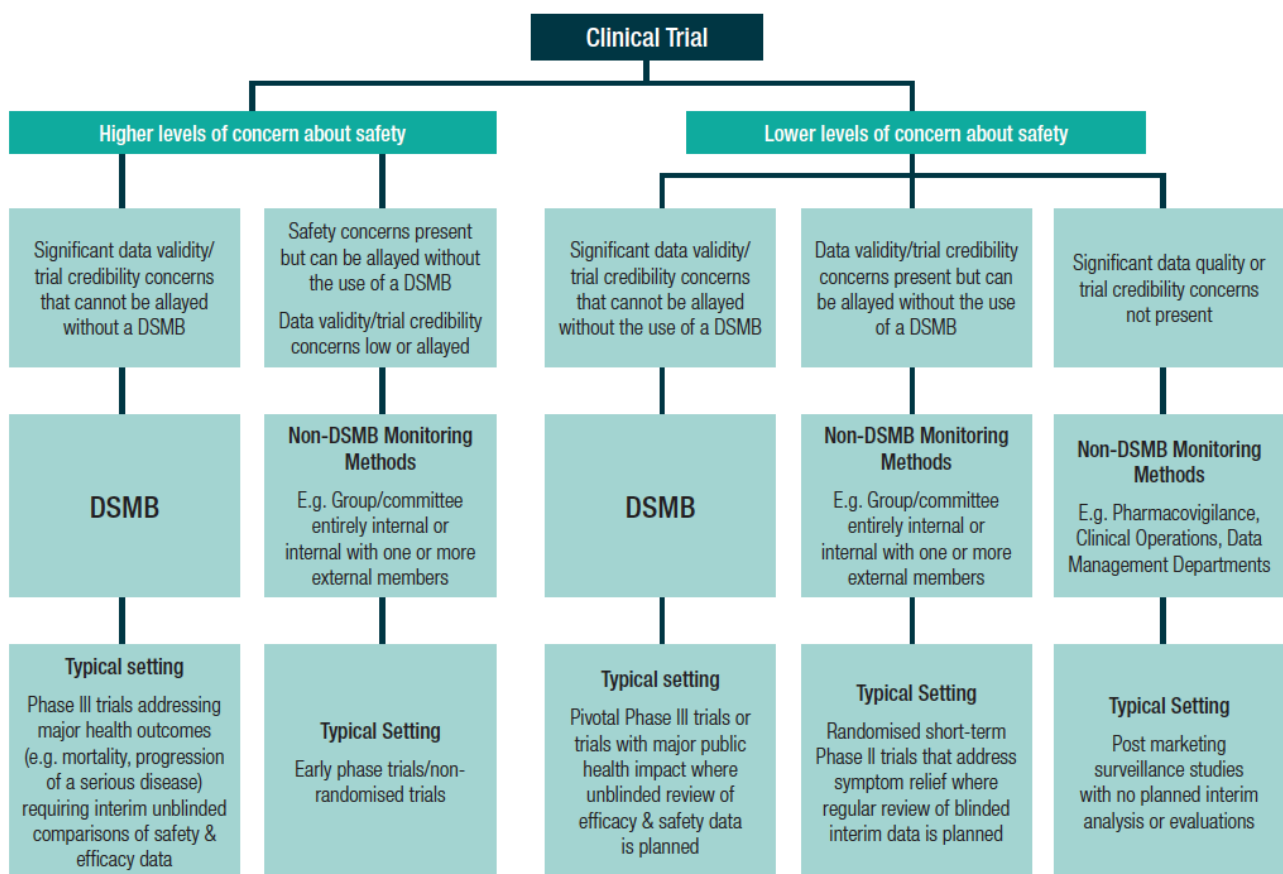 Clinical Trial
Higher levels of concern about safety
Lower levels of concern about safety
Significant data validity/
trial credibility concerns
that cannot be allayed
without a DSMB
Safety concerns present
but can be allayed without
the use of a DSMB
Data validity/trial credibility
concerns low or allayed
Significant data validity/
trial credibility concerns
that cannot be allayed
without the use of a DSMB
Data validity/trial credibility
concerns present but can
be allayed without the use
of a DSMB
Significant data quality or
trial credibility concerns
not present
DSMB
Non-DSMB Monitoring
Methods
E.g. Group/committee
entirely internal or
internal with one or more
external members
DSMB
Non-DSMB Monitoring
Methods
E.g. Group/committee
entirely internal or
internal with one or more
external members
Non-DSMB Monitoring
Methods
E.g. Pharmacovigilance,
Clinical Operations, Data
Management Departments
Typical setting
Phase III trials addressing
major health outcomes
(e.g. mortality, progression
of a serious disease)
requiring interim unblinded
comparisons of safety &
efficacy data
Typical Setting
Early phase trials/non-
randomised trials
Typical setting
Pivotal Phase III trials or
trials with major public
health impact where
unblinded review of
efficacy & safety data
is planned
Typical Setting
Randomised short-term
Phase II trials that address
symptom relief where
regular review of blinded
interim data is planned
Typical Setting
Post marketing
surveillance studies
with no planned interim
analysis or evaluations